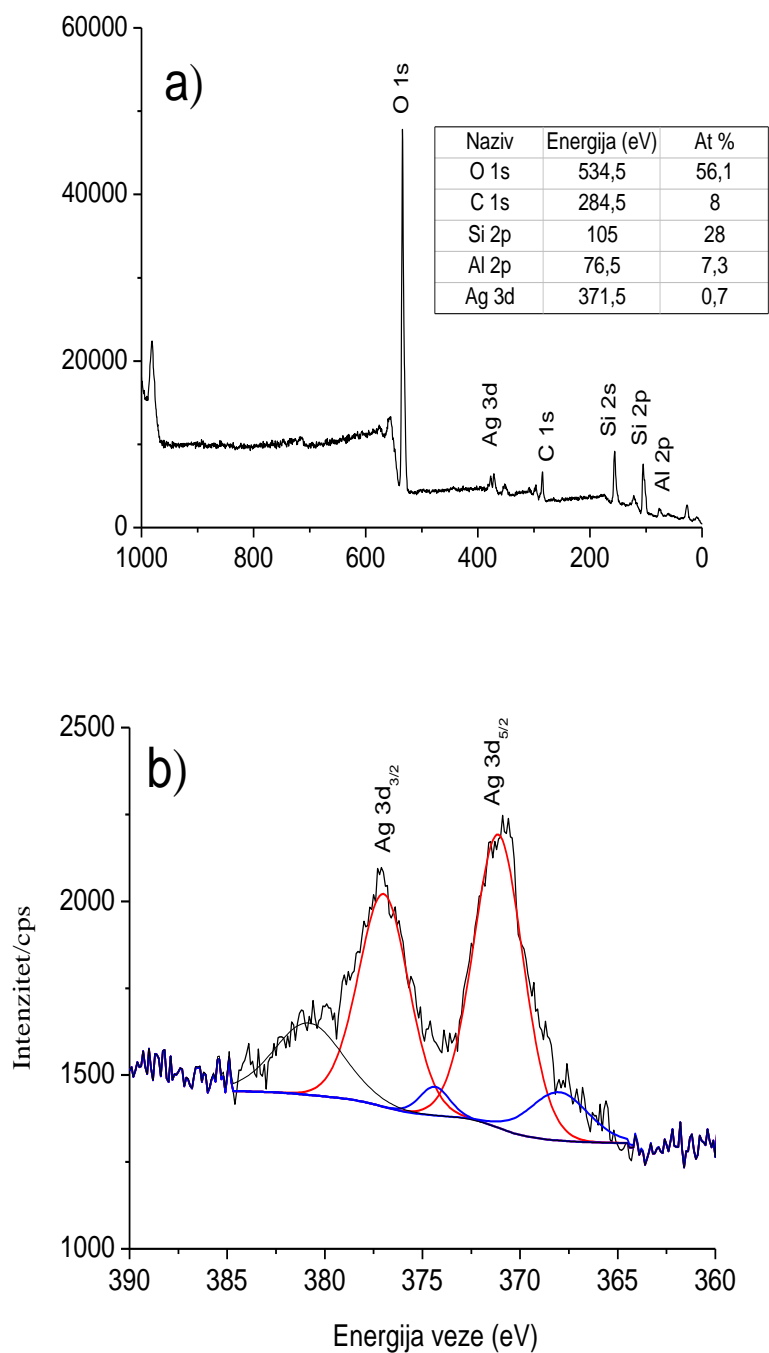 60000
a)
O 1s
Naziv Energija (eV) At %
O 1s 534,5 56,1
C 1s 284,5 8
Si 2p 105 28
Al 2p 76,5 7,3
Ag 3d 371,5 0,7
40000
20000
Ag 3d
C 1s
Si 2s
Si 2p
Al 2p
0
1000 800 600 400 200 0
2500
b)
Ag 3d3/2
Ag 3d5/2
2000
Intenzitet/cps
1500
1000
390 385 380 375 370 365 360
Energija veze (eV)